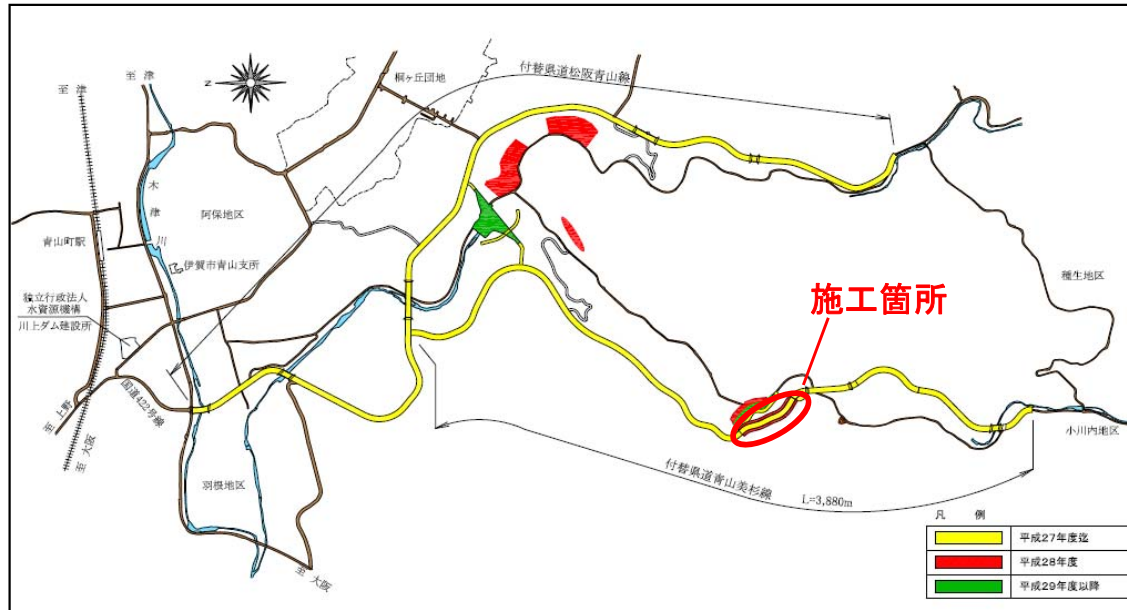 至 津
至 津
桐ヶ丘団地
付替県道松阪青山線
N
木津川
阿保地区
青山町駅
伊賀市青山支所
独立行政法人
水資源機構
川上ダム建設所
国道422号線
至 上野
至 大阪
羽根地区
至 大阪
種生地区
施工箇所
小川内地区
付替県道青山美杉線 L=3,880m
凡 例
平成27年度迄
平成28年度
平成29年度以降